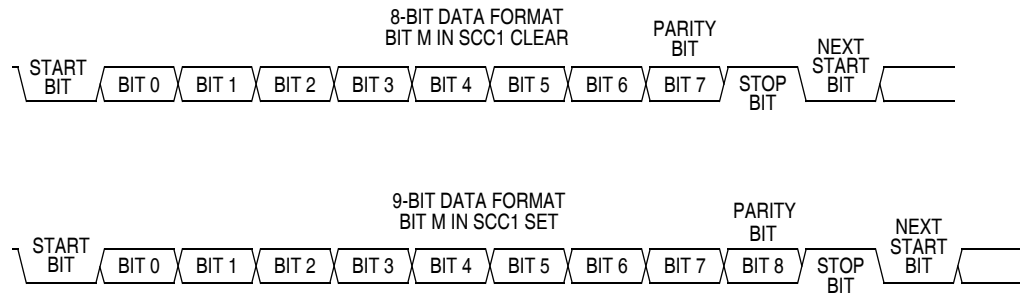 8-BIT DATA FORMAT
BIT M IN SCC1 CLEAR
PARITY
BIT
START
BIT
BIT 0
BIT 1
BIT 2
BIT 3
BIT 4
BIT 5
BIT 6
BIT 7
STOP
BIT
NEXT
START
BIT
9-BIT DATA FORMAT
BIT M IN SCC1 SET
PARITY
BIT
START
BIT
BIT 0
BIT 1
BIT 2
BIT 3
BIT 4
BIT 5
BIT 6
BIT 7
BIT 8
STOP
BIT
NEXT
START
BIT